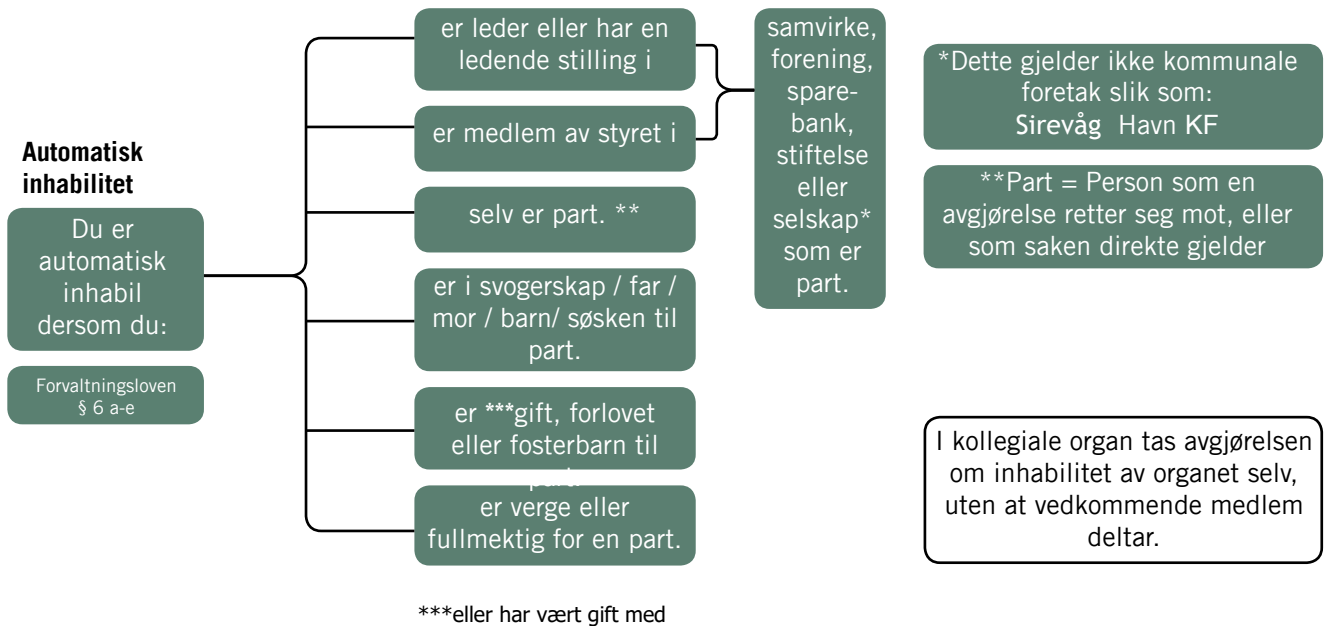 Automatisk
inhabilitet
Du er
automatisk
inhabil
dersom du:
Forvaltningsloven
§ 6 a-e
er leder eller har en
ledende stilling i
er medlem av styret i
selv er part. **
er i svogerskap / far /
mor / barn/ søsken til
part.
er ***gift, forlovet
eller fosterbarn til
part.
er verge eller
fullmektig for en part.
***eller har vært gift med
samvirke,
forening,
spare-
bank,
stiftelse
eller
selskap*
som er
part.
*Dette gjelder ikke kommunale
foretak slik som:
Sirevåg Havn KF
**Part = Person som en
avgjørelse retter seg mot, eller
som saken direkte gjelder
I kollegiale organ tas avgjørelsen
om inhabilitet av organet selv,
uten at vedkommende medlem
deltar.